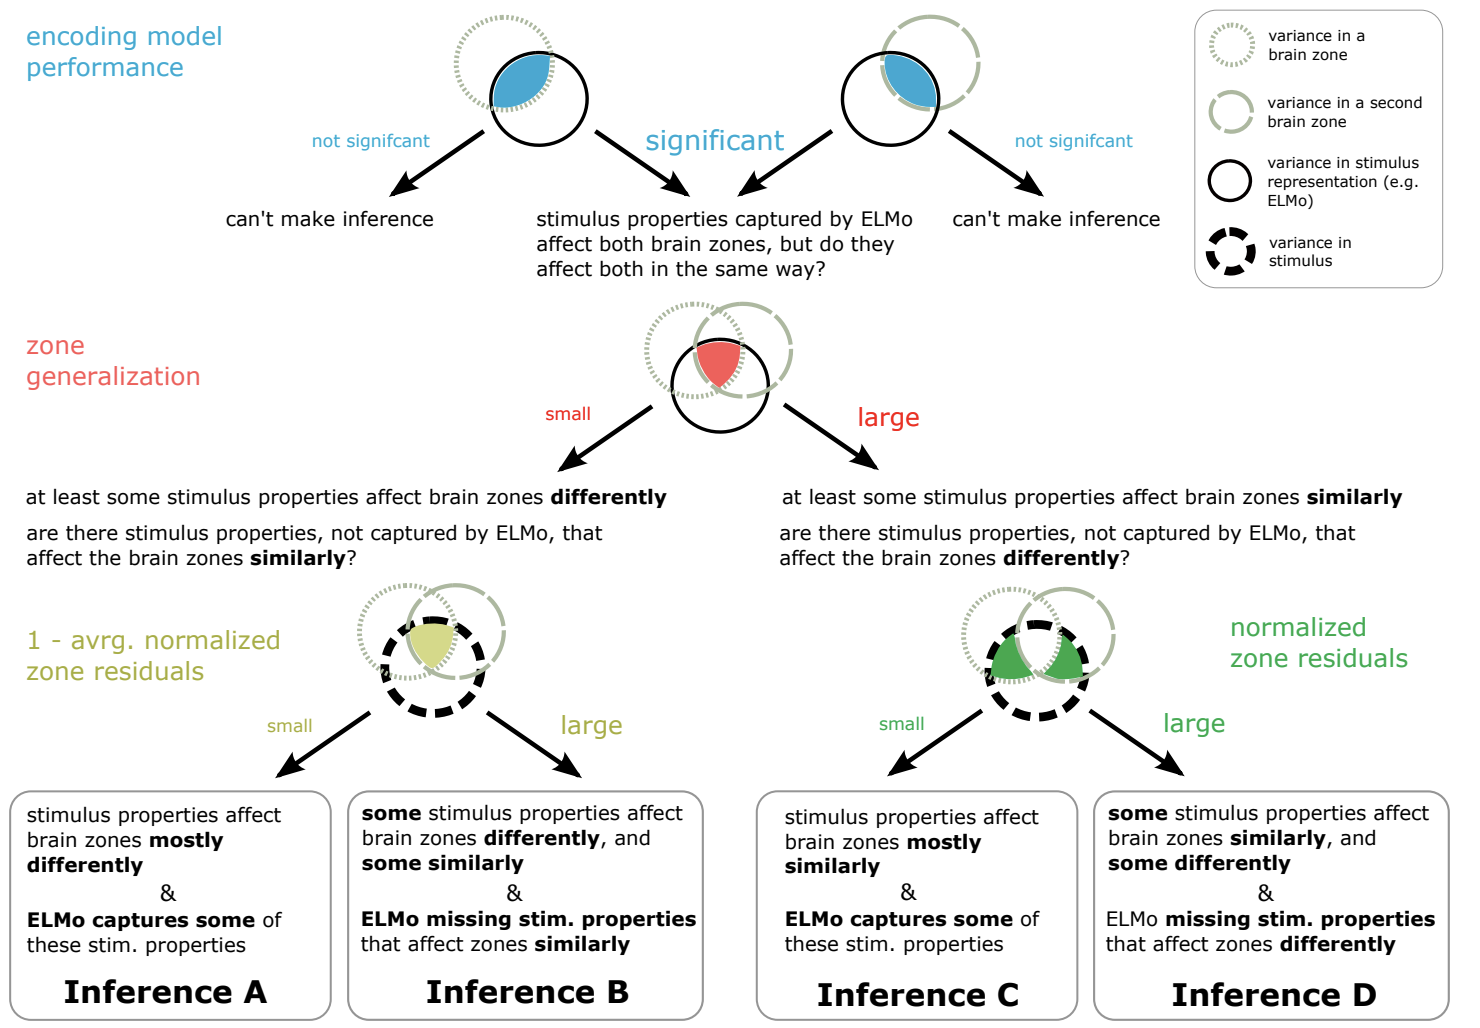 encoding model
performance
not signifcant
significant
not signifcant
can't make inference
stimulus properties captured by ELMo
affect both brain zones, but do they
affect both in the same way?
can't make inference
variance in a
brain zone
variance in a second
brain zone
variance in stimulus
representation (e.g.
ELMo)
variance in
stimulus
zone
generalization
small
large
at least some stimulus properties affect brain zones differently
are there stimulus properties, not captured by ELMo, that
affect the brain zones similarly?
at least some stimulus properties affect brain zones similarly
are there stimulus properties, not captured by ELMo, that
affect the brain zones differently?
1 - avrg. normalized
zone residuals
small
large
normalized
zone residuals
small
large
stimulus properties affect
brain zones mostly
differently
&
ELMo captures some of
these stim. properties
Inference A
some stimulus properties affect
brain zones differently, and
some similarly
&
ELMo missing stim. properties
that affect zones similarly
Inference B
stimulus properties affect
brain zones mostly
similarly
&
ELMo captures some of
these stim. properties
Inference C
some stimulus properties affect
brain zones similarly, and
some differently
&
ELMo missing stim. properties
that affect zones differently
Inference D